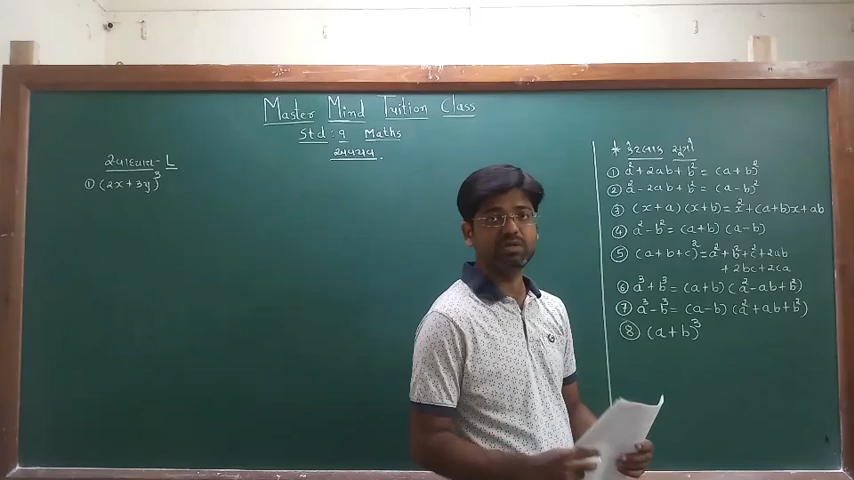 Master Mind Tuition Class
Std : 9 Maths
અવયવ.
સ્વાધ્યાય - 6
① (2x + 3y)³
* કેટલાક સૂત્રો
① a² + 2ab + b² = (a + b)²
② a² - 2ab + b² = (a - b)²
③ (x + a) (x + b) = x² + (a + b)x + ab
④ a² - b² = (a + b) (a - b)
⑤ (a + b + c)² = a² + b² + c² + 2ab
+ 2bc + 2ca
⑥ a³ + b³ = (a + b) (a² - ab + b²)
⑦ a³ - b³ = (a - b) (a² + ab + b²)
⑧ (a + b)³